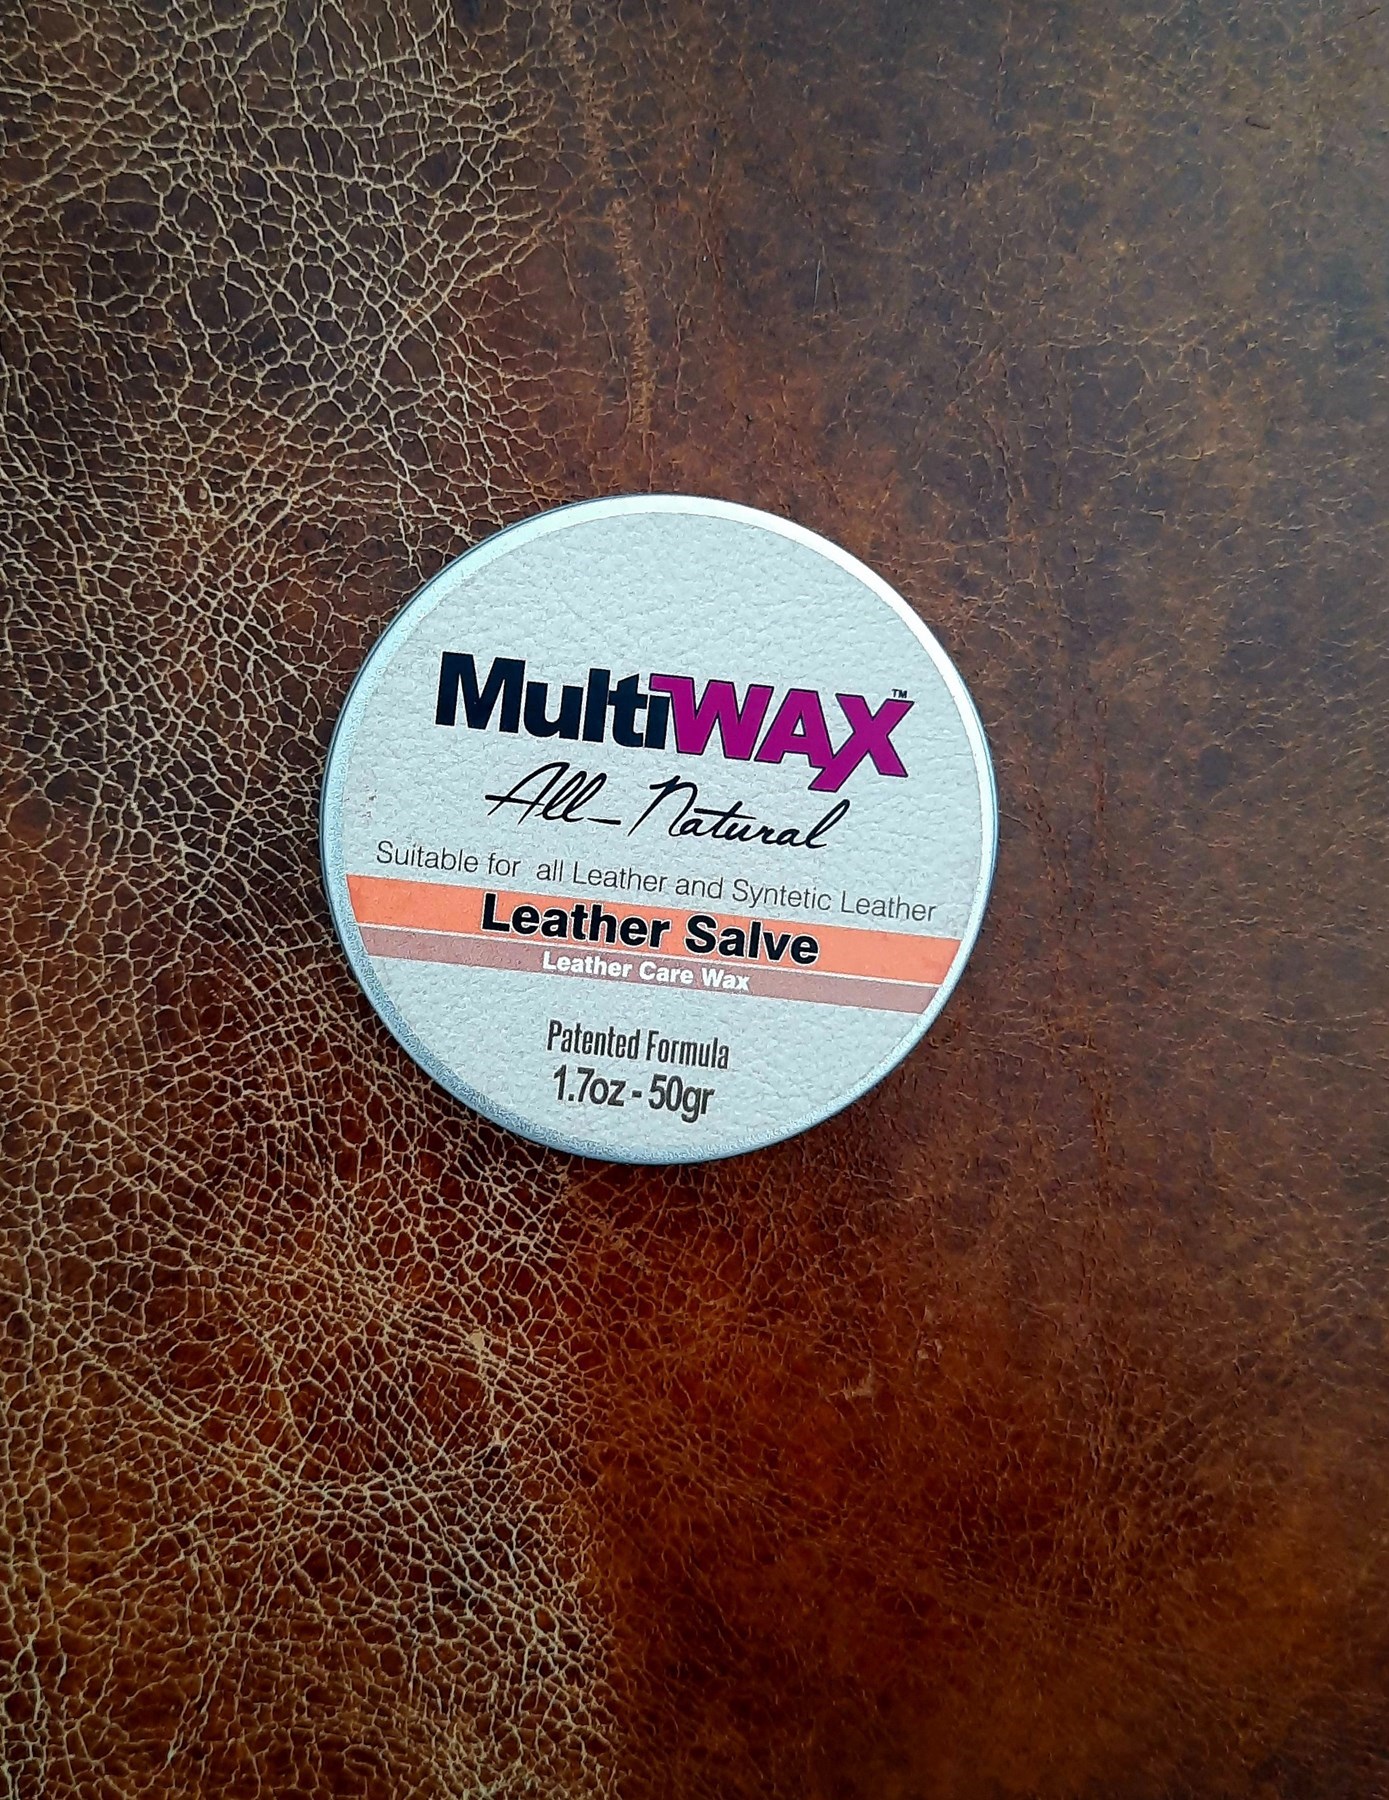 MultiWAX™
All-Natural
Suitable for all Leather and Syntetic Leather
Leather Salve
Leather Care Wax
Patented Formula
1.7oz - 50gr